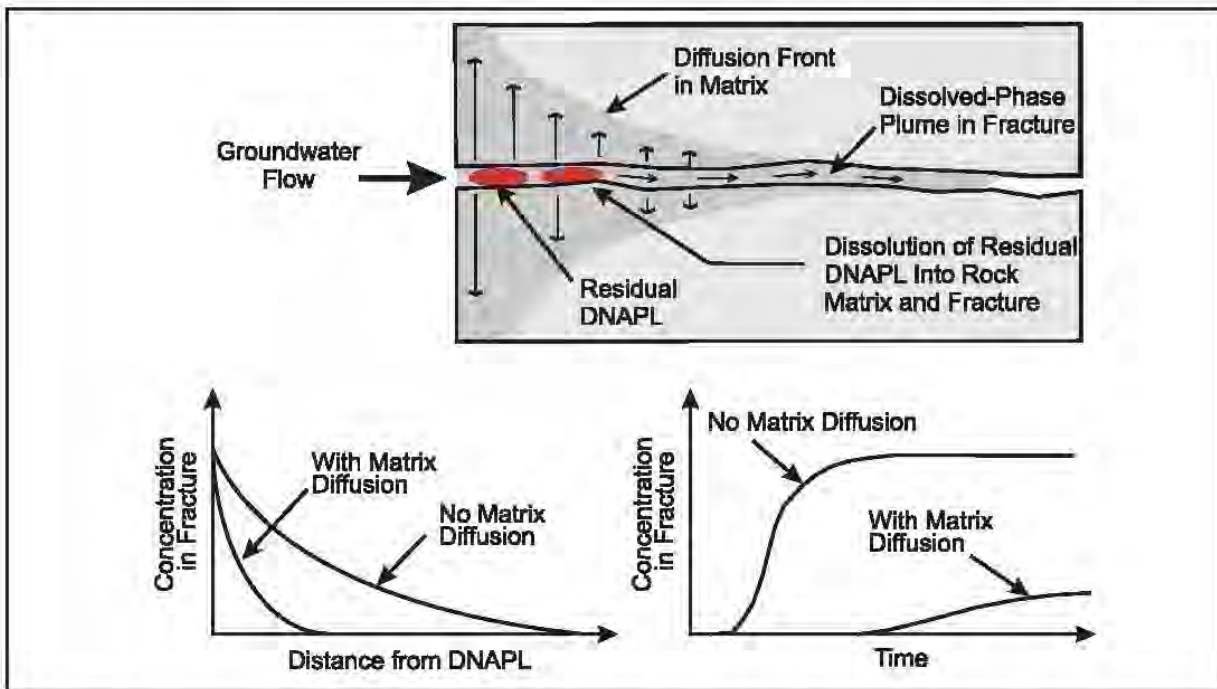 Diffusion Front
in Matrix
Dissolved-Phase
Plume in Fracture
Groundwater
Flow
Residual
DNAPL
Dissolution of Residual
DNAPL Into Rock
Matrix and Fracture
Concentration
in Fracture
With Matrix
Diffusion
No Matrix
Diffusion
Distance from DNAPL
Concentration
in Fracture
No Matrix Diffusion
With Matrix
Diffusion
Time